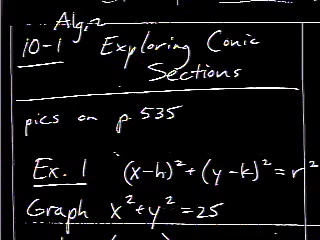 Alg. 2
10-1 Exploring Conic
Sections
pics on p. 535
Ex. 1 (x-h)²+(y-k)²=r²
Graph x²+y²=25